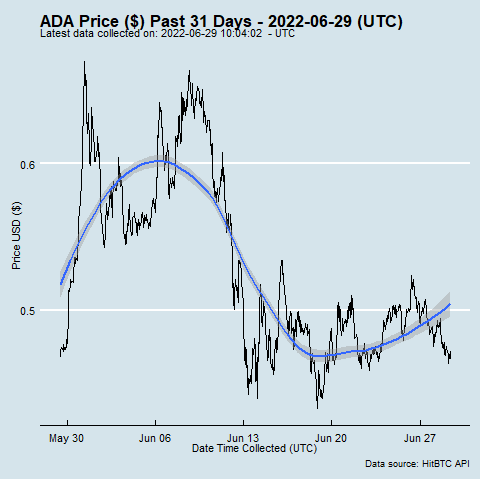 ADA Price ($) Past 31 Days - 2022-06-29 (UTC)
Latest data collected on: 2022-06-29 10:04:02 - UTC
Price USD ($)
0.6
0.5
May 30 Jun 06 Jun 13 Jun 20 Jun 27
Date Time Collected (UTC)
Data source: HitBTC API